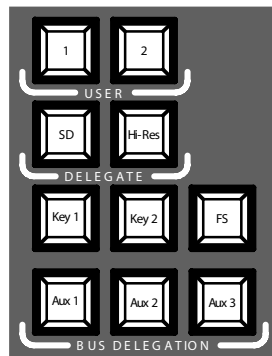 1 2
USER
SD Hi-Res
DELEGATE
Key 1 Key 2 FS
Aux 1 Aux 2 Aux 3
BUS DELEGATION